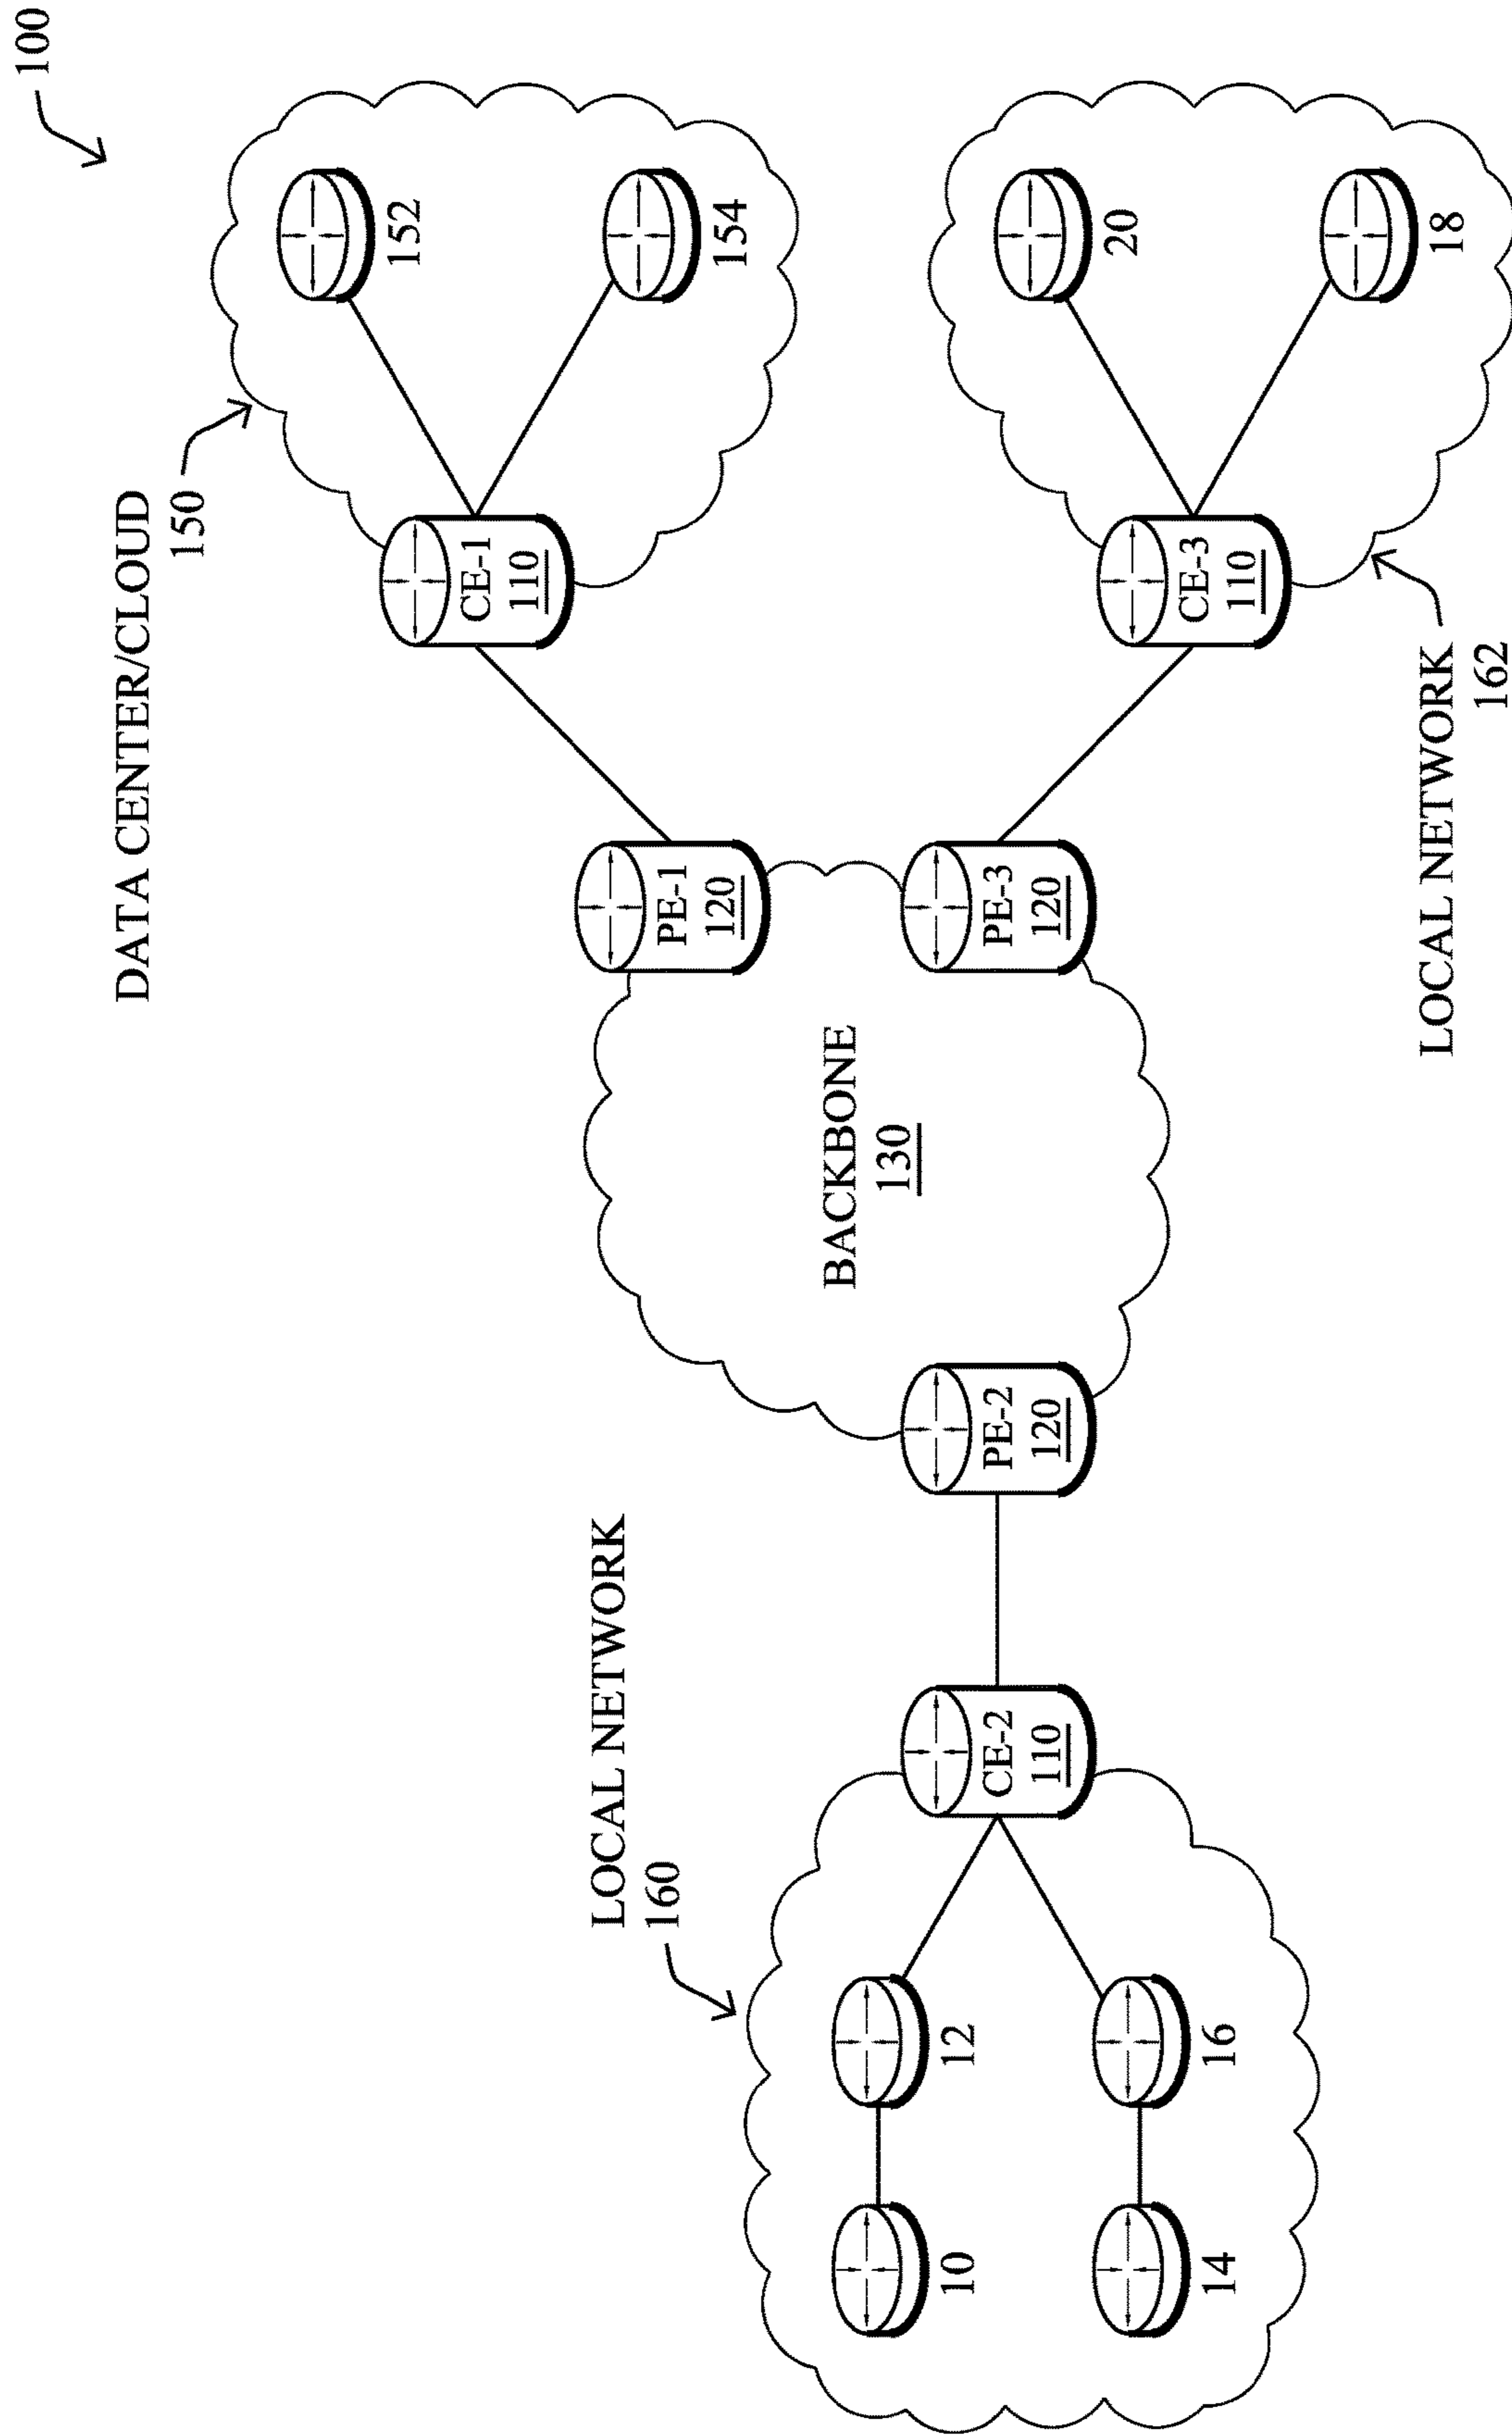 100
DATA CENTER/CLOUD
150
152
CE-1
110
154
LOCAL NETWORK
160
PE-1
120
BACKBONE
130
10
12
CE-2
110
PE-2
120
PE-3
120
20
CE-3
110
14
16
18
LOCAL NETWORK
162